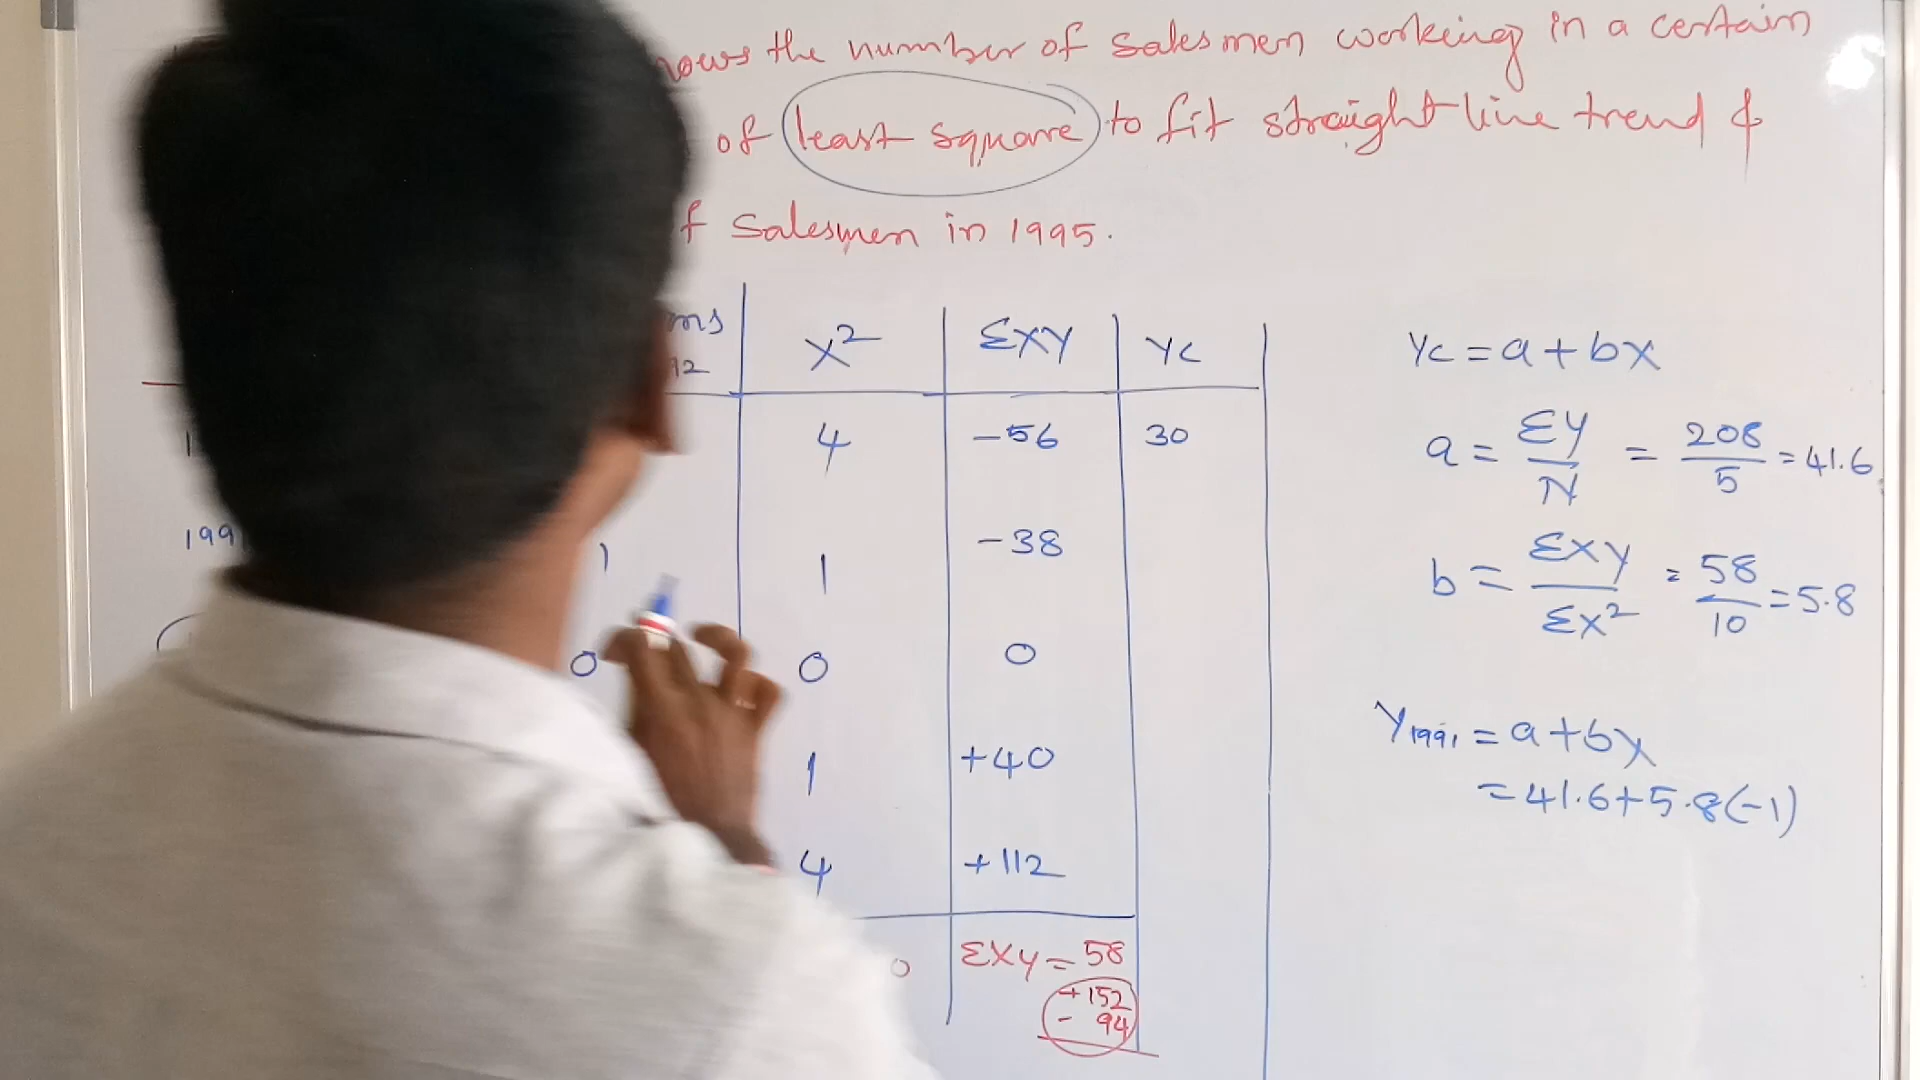 the number of salesmen working in a certain
of least square to fit straight line trend &
salesmen in 1995.
X² ΣXY Yc
4 -56 30
1 -38
0 0 0
1 +40
4 +112
ΣXY = 58
+152
- 94
Yc = a + bx
a = ΣY/N = 208/5 = 41.6
b = ΣXY/ΣX² = 58/10 = 5.8
Y1991 = a + bx
= 41.6 + 5.8(-1)